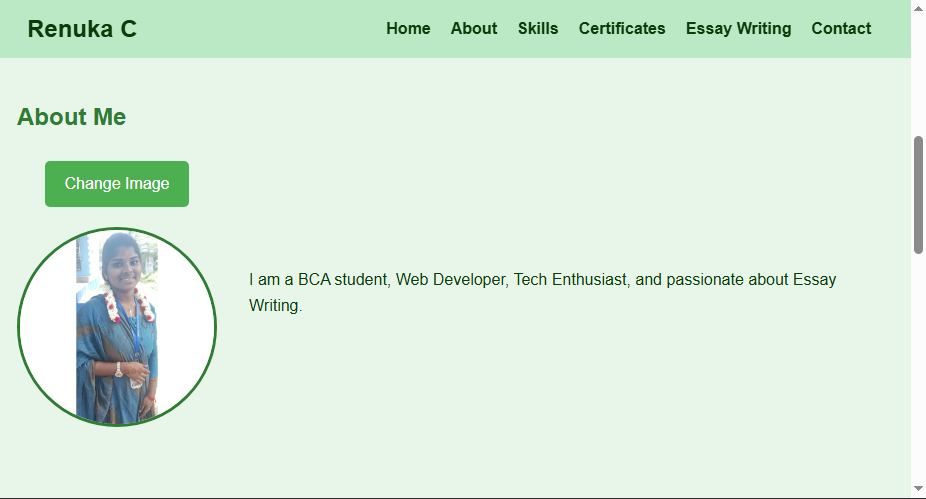 Renuka C Home About Skills Certificates Essay Writing Contact
About Me
Change Image
I am a BCA student, Web Developer, Tech Enthusiast, and passionate about Essay
Writing.